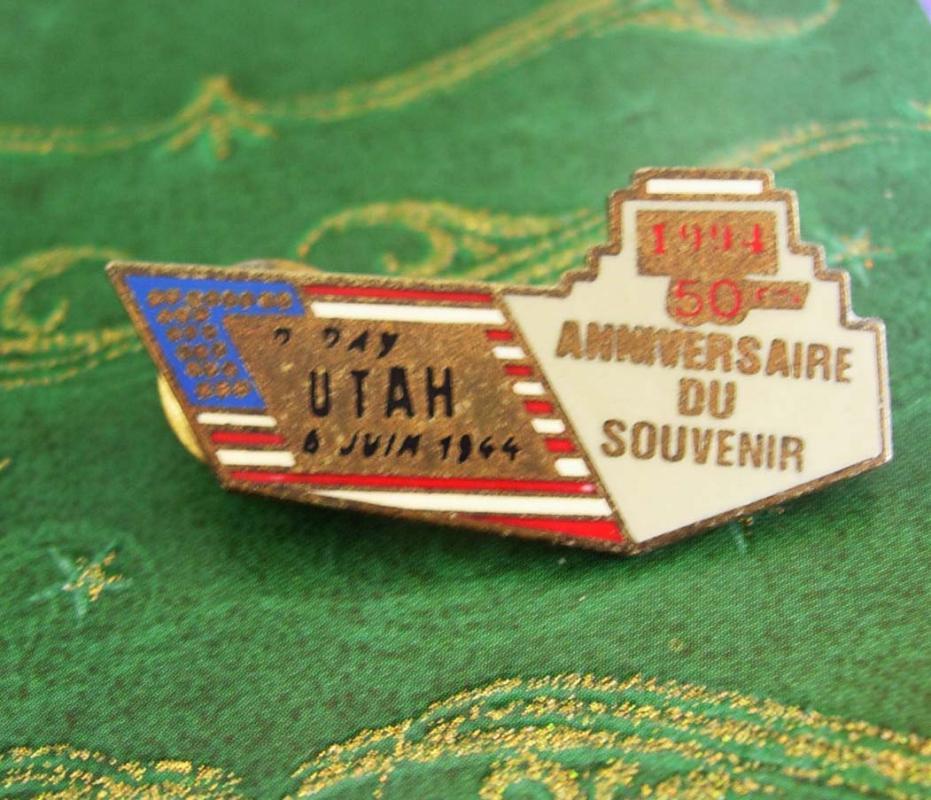 D DAY
UTAH
6 JUIN 1944
1994
50
ANNIVERSAIRE
DU
SOUVENIR